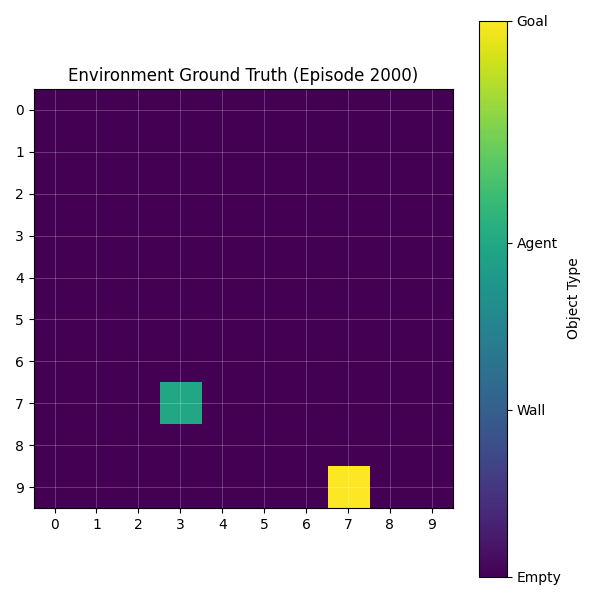 Environment Ground Truth (Episode 2000)
0
1
2
3
4
5
6
7
8
9
0 1 2 3 4 5 6 7 8 9
Goal
Agent
Wall
Empty
Object Type